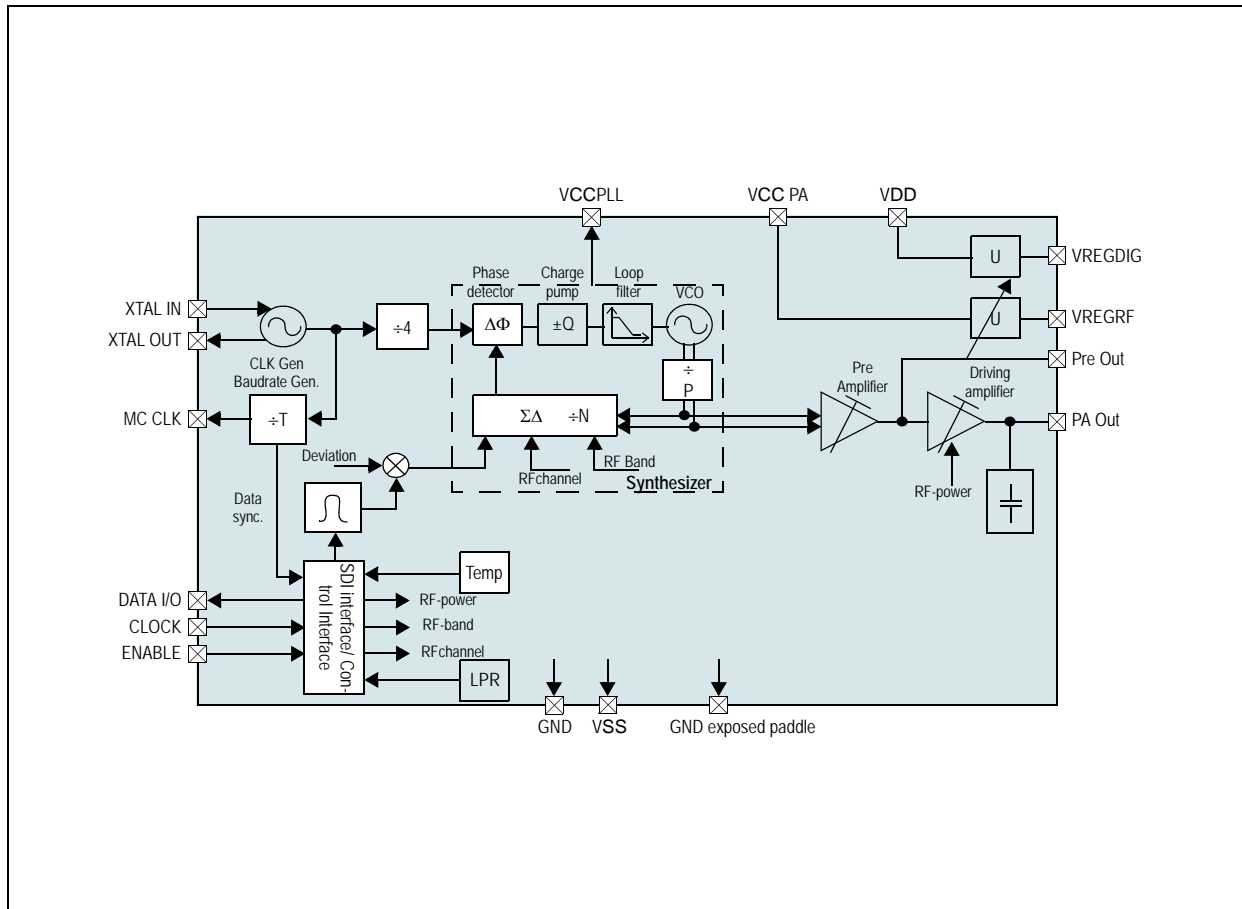 VCCPLL
VCC PA
VDD
U
VREGDIG
Phase
detector
Charge
pump
Loop
filter
VCO
XTAL IN
XTAL OUT
÷4
ΔΦ
±Q
U
VREGRF
CLK Gen
Baudrate Gen.
÷
P
Pre
Amplifier
Driving
amplifier
Pre Out
MC CLK
÷T
ΣΔ ÷N
PA Out
Deviation
RFchannel
RF Band
Synthesizer
RF-power
Data
sync.
SDI interface/ Con-
trol Interface
Temp
DATA I/O
RF-power
CLOCK
RF-band
ENABLE
RFchannel
LPR
GND
VSS
GND exposed paddle